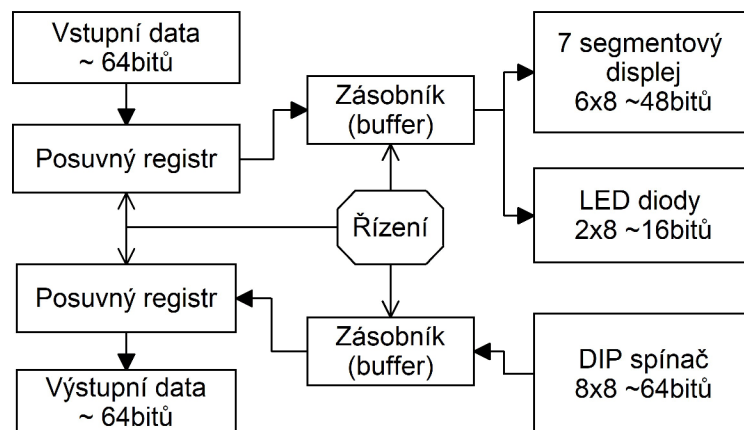 Vstupní data
~ 64bitů
Posuvný registr
Zásobník
(buffer)
7 segmentový
displej
6x8 ~48bitů
LED diody
2x8 ~16bitů
Řízení
Posuvný registr
Zásobník
(buffer)
DIP spínač
8x8 ~64bitů
Výstupní data
~ 64bitů